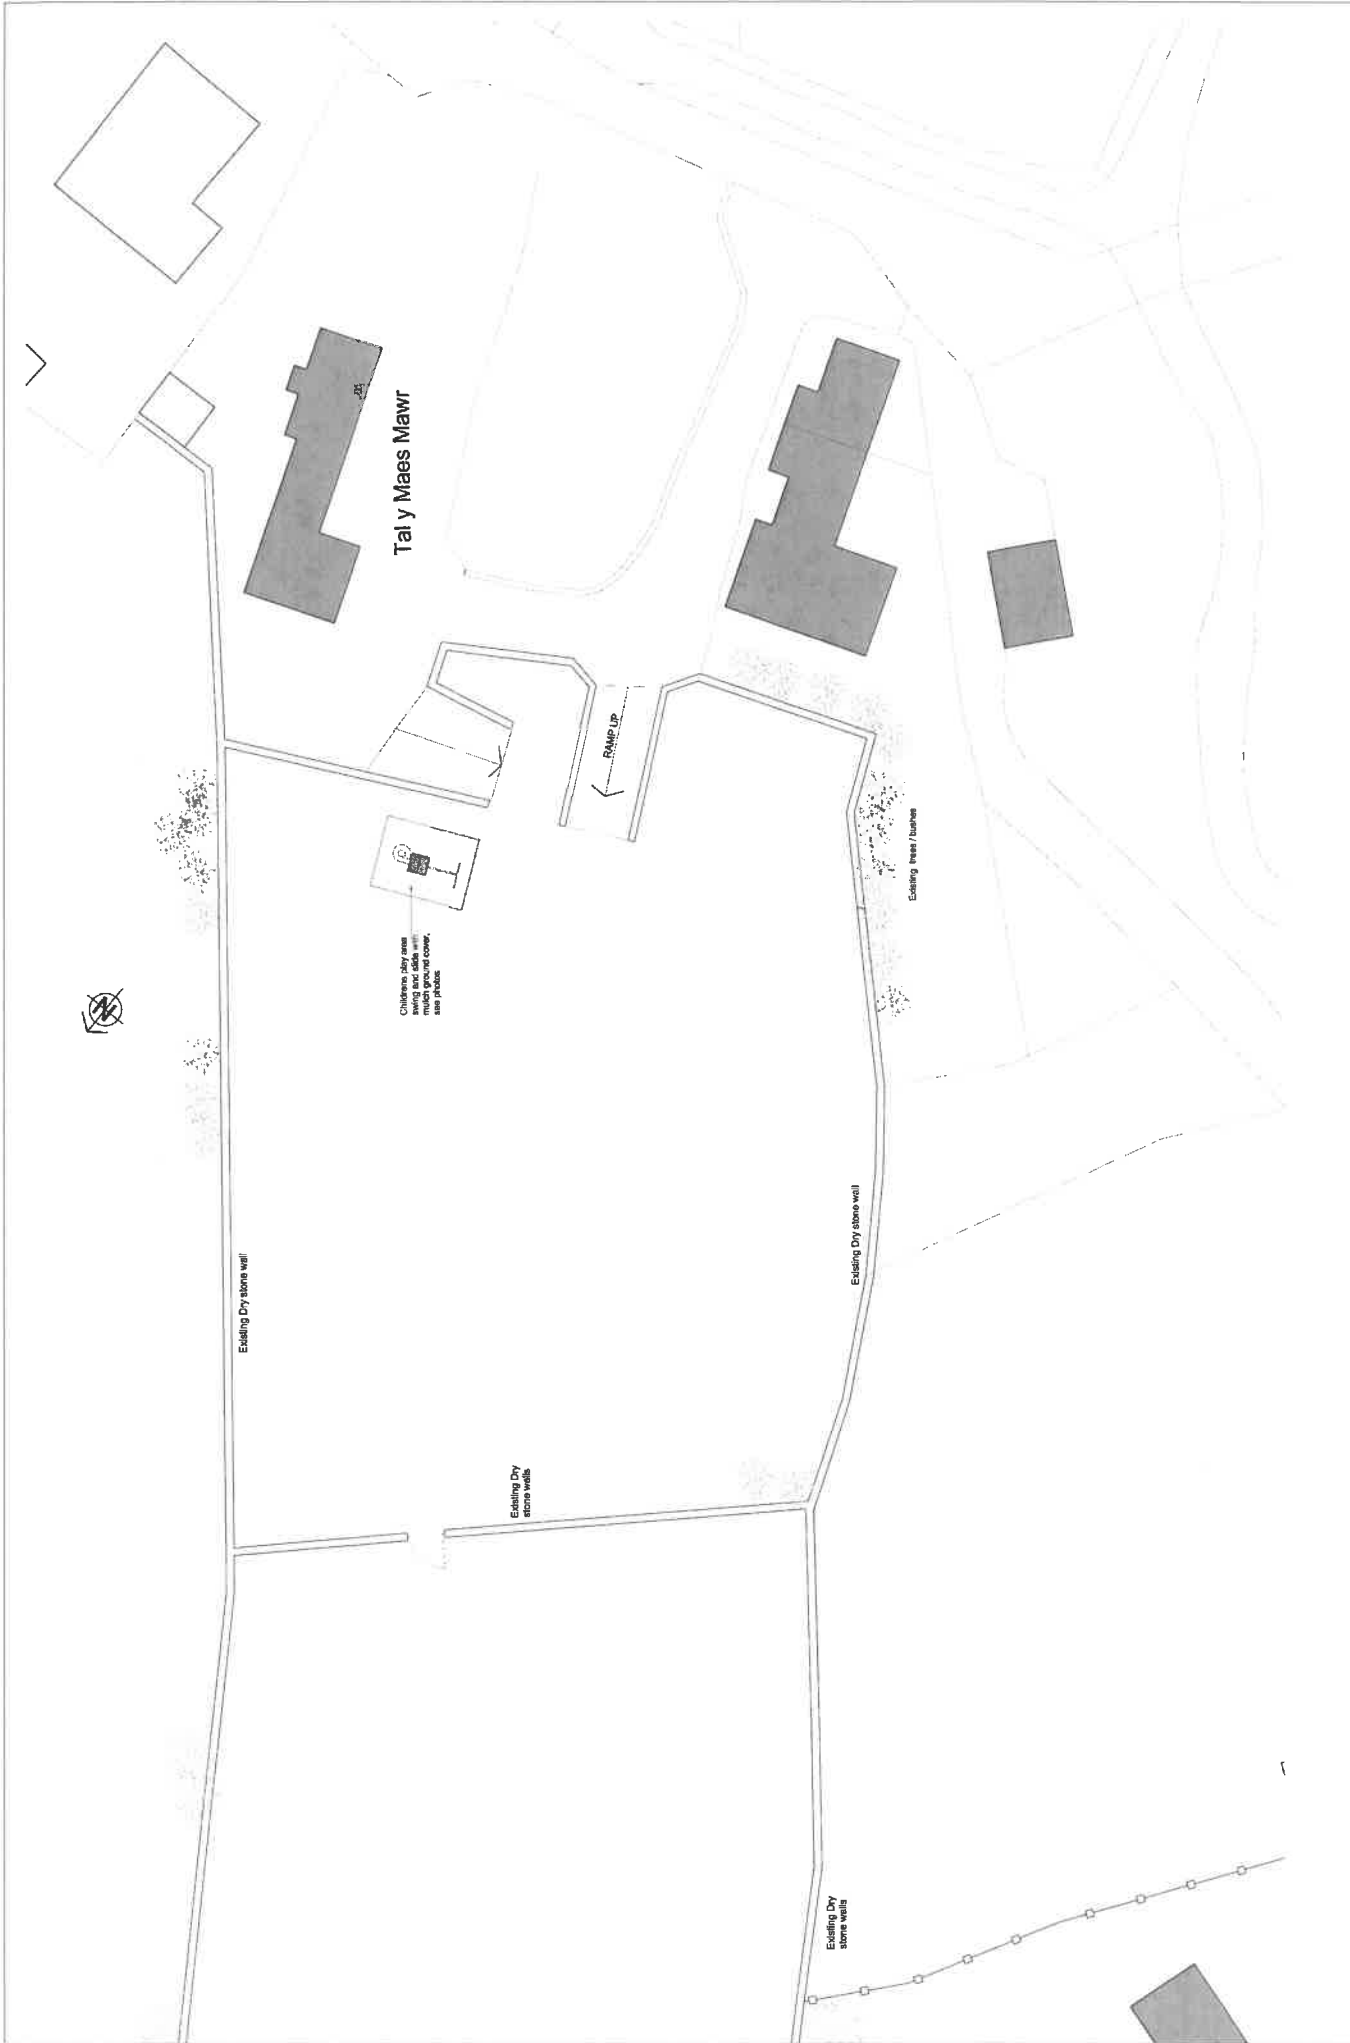 Tal y Maes Mawr
RAMP UP
Childrens play area
swing and slide with
mulch ground cover,
see photos
Existing trees / bushes
N
Existing Dry stone wall
Existing Dry stone wall
Existing Dry
stone walls
Existing Dry
stone walls